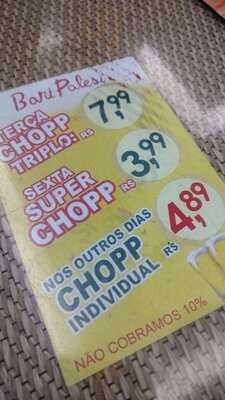 Bar i Palesi
TERÇA
CHOPP
TRIPLO: R$ 7,99
SEXTA
SUPER
CHOPP R$ 3,99
NOS OUTROS DIAS
CHOPP
INDIVIDUAL R$ 4,89
NÃO COBRAMOS 10%